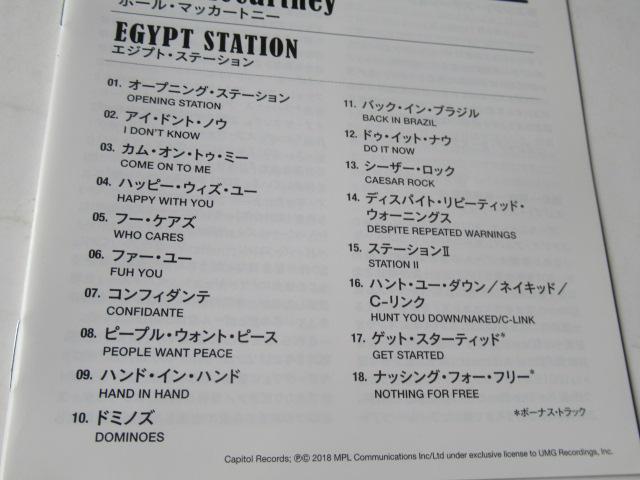 ポール・マッカートニー
EGYPT STATION
エジプト・ステーション
01. オープニング・ステーション
OPENING STATION
02. アイ・ドント・ノウ
I DON'T KNOW
03. カム・オン・トゥ・ミー
COME ON TO ME
04. ハッピー・ウィズ・ユー
HAPPY WITH YOU
05. フー・ケアズ
WHO CARES
06. ファー・ユー
FUH YOU
07. コンフィダンテ
CONFIDANTE
08. ピープル・ウォント・ピース
PEOPLE WANT PEACE
09. ハンド・イン・ハンド
HAND IN HAND
10. ドミノズ
DOMINOES
11. バック・イン・ブラジル
BACK IN BRAZIL
12. ドゥ・イット・ナウ
DO IT NOW
13. シーザー・ロック
CAESAR ROCK
14. ディスパイト・リピーティッド・
ウォーニングス
DESPITE REPEATED WARNINGS
15. ステーションⅡ
STATION II
16. ハント・ユー・ダウン/ネイキッド/
C-リンク
HUNT YOU DOWN/NAKED/C-LINK
17. ゲット・スターティッド*
GET STARTED
18. ナッシング・フォー・フリー*
NOTHING FOR FREE
*ボーナス・トラック
Capitol Records; ℗© 2018 MPL Communications Inc/Ltd under exclusive license to UMG Recordings, Inc.